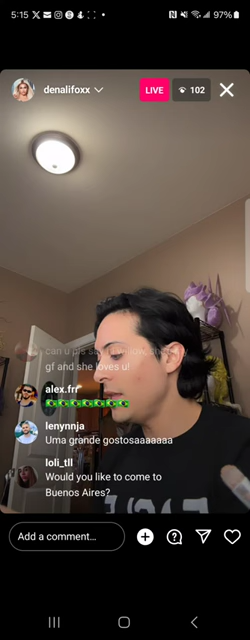 5:15
97%
denalifoxx
LIVE
102
gf and she loves u!
alex.frr
lenynnja
Uma grande gostosaaaaaaa
loli_tll
Would you like to come to
Buenos Aires?
Add a comment...